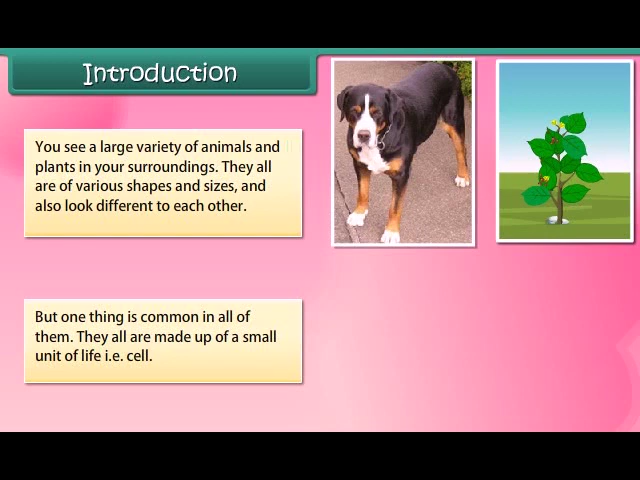 Introduction
You see a large variety of animals and
plants in your surroundings. They all
are of various shapes and sizes, and
also look different to each other.
But one thing is common in all of
them. They all are made up of a small
unit of life i.e. cell.